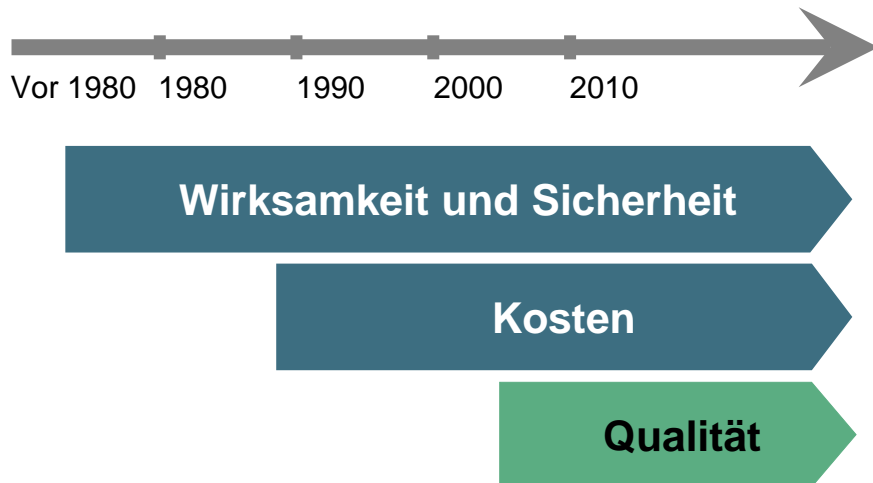 Vor 1980 1980 1990 2000 2010
Wirksamkeit und Sicherheit
Kosten
Qualität